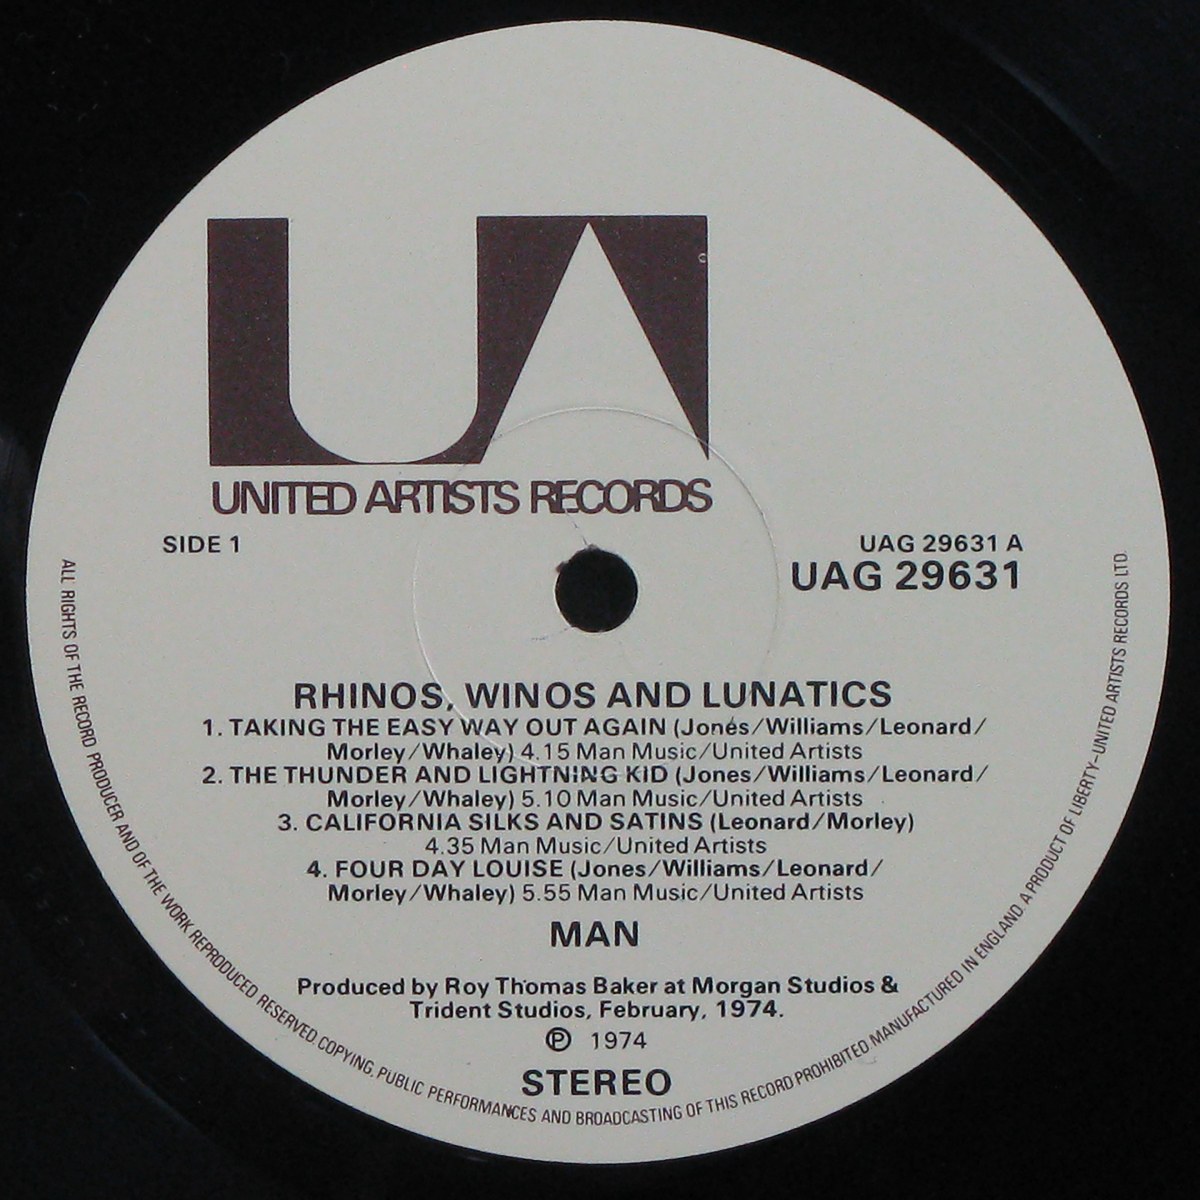 UA
UNITED ARTISTS RECORDS
SIDE 1
UAG 29631 A
UAG 29631
RHINOS, WINOS AND LUNATICS
1. TAKING THE EASY WAY OUT AGAIN (Jones/Williams/Leonard/
Morley/Whaley) 4.15 Man Music/United Artists
2. THE THUNDER AND LIGHTNING KID (Jones/Williams/Leonard/
Morley/Whaley) 5.10 Man Music/United Artists
3. CALIFORNIA SILKS AND SATINS (Leonard/Morley)
4.35 Man Music/United Artists
4. FOUR DAY LOUISE (Jones/Williams/Leonard/
Morley/Whaley) 5.55 Man Music/United Artists
MAN
Produced by Roy Thomas Baker at Morgan Studios &
Trident Studios, February, 1974.
℗ 1974
STEREO
ALL RIGHTS OF THE RECORD PRODUCER AND OF THE WORK REPRODUCED RESERVED. COPYING, PUBLIC PERFORMANCES AND BROADCASTING OF THIS RECORD PROHIBITED. MANUFACTURED IN ENGLAND. A PRODUCT OF LIBERTY–UNITED ARTISTS RECORDS LTD.